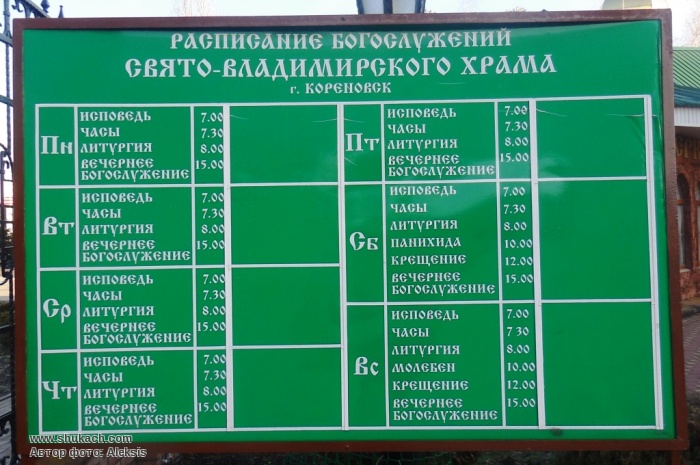 РАСПИСАНИЕ БОГОСЛУЖЕНИЙ
СВЯТО-ВЛАДИМИРСКОГО ХРАМА
г. КОРЕНОВСК
Пн
ИСПОВЕДЬ 7.00
ЧАСЫ 7.30
ЛИТУРГИЯ 8.00
ВЕЧЕРНЕЕ 15.00
БОГОСЛУЖЕНИЕ
Вт
ИСПОВЕДЬ 7.00
ЧАСЫ 7.30
ЛИТУРГИЯ 8.00
ВЕЧЕРНЕЕ 15.00
БОГОСЛУЖЕНИЕ
Ср
ИСПОВЕДЬ 7.00
ЧАСЫ 7.30
ЛИТУРГИЯ 8.00
ВЕЧЕРНЕЕ 15.00
БОГОСЛУЖЕНИЕ
Чт
ИСПОВЕДЬ 7.00
ЧАСЫ 7.30
ЛИТУРГИЯ 8.00
ВЕЧЕРНЕЕ 15.00
БОГОСЛУЖЕНИЕ
Пт
ИСПОВЕДЬ 7.00
ЧАСЫ 7.30
ЛИТУРГИЯ 8.00
ВЕЧЕРНЕЕ 15.00
БОГОСЛУЖЕНИЕ
Сб
ИСПОВЕДЬ 7.00
ЧАСЫ 7.30
ЛИТУРГИЯ 8.00
ПАНИХИДА 10.00
КРЕЩЕНИЕ 12.00
ВЕЧЕРНЕЕ 15.00
БОГОСЛУЖЕНИЕ
Вс
ИСПОВЕДЬ 7.00
ЧАСЫ 7 30
ЛИТУРГИЯ 8.00
МОЛЕБЕН 10.00
КРЕЩЕНИЕ 12.00
ВЕЧЕРНЕЕ 15.00
БОГОСЛУЖЕНИЕ
www.shukach.com
Автор фото: Aleksis